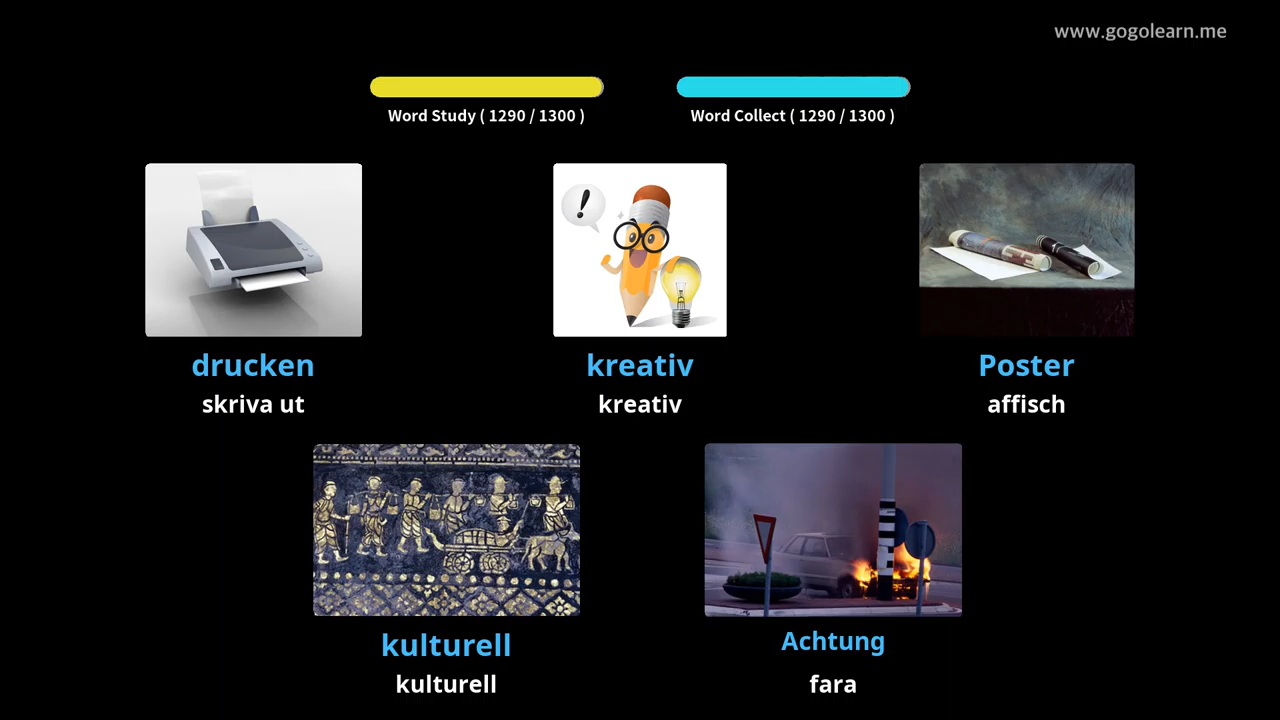 www.gogolearn.me
Word Study ( 1290 / 1300 )
Word Collect ( 1290 / 1300 )
drucken
skriva ut
kreativ
kreativ
Poster
affisch
kulturell
kulturell
Achtung
fara